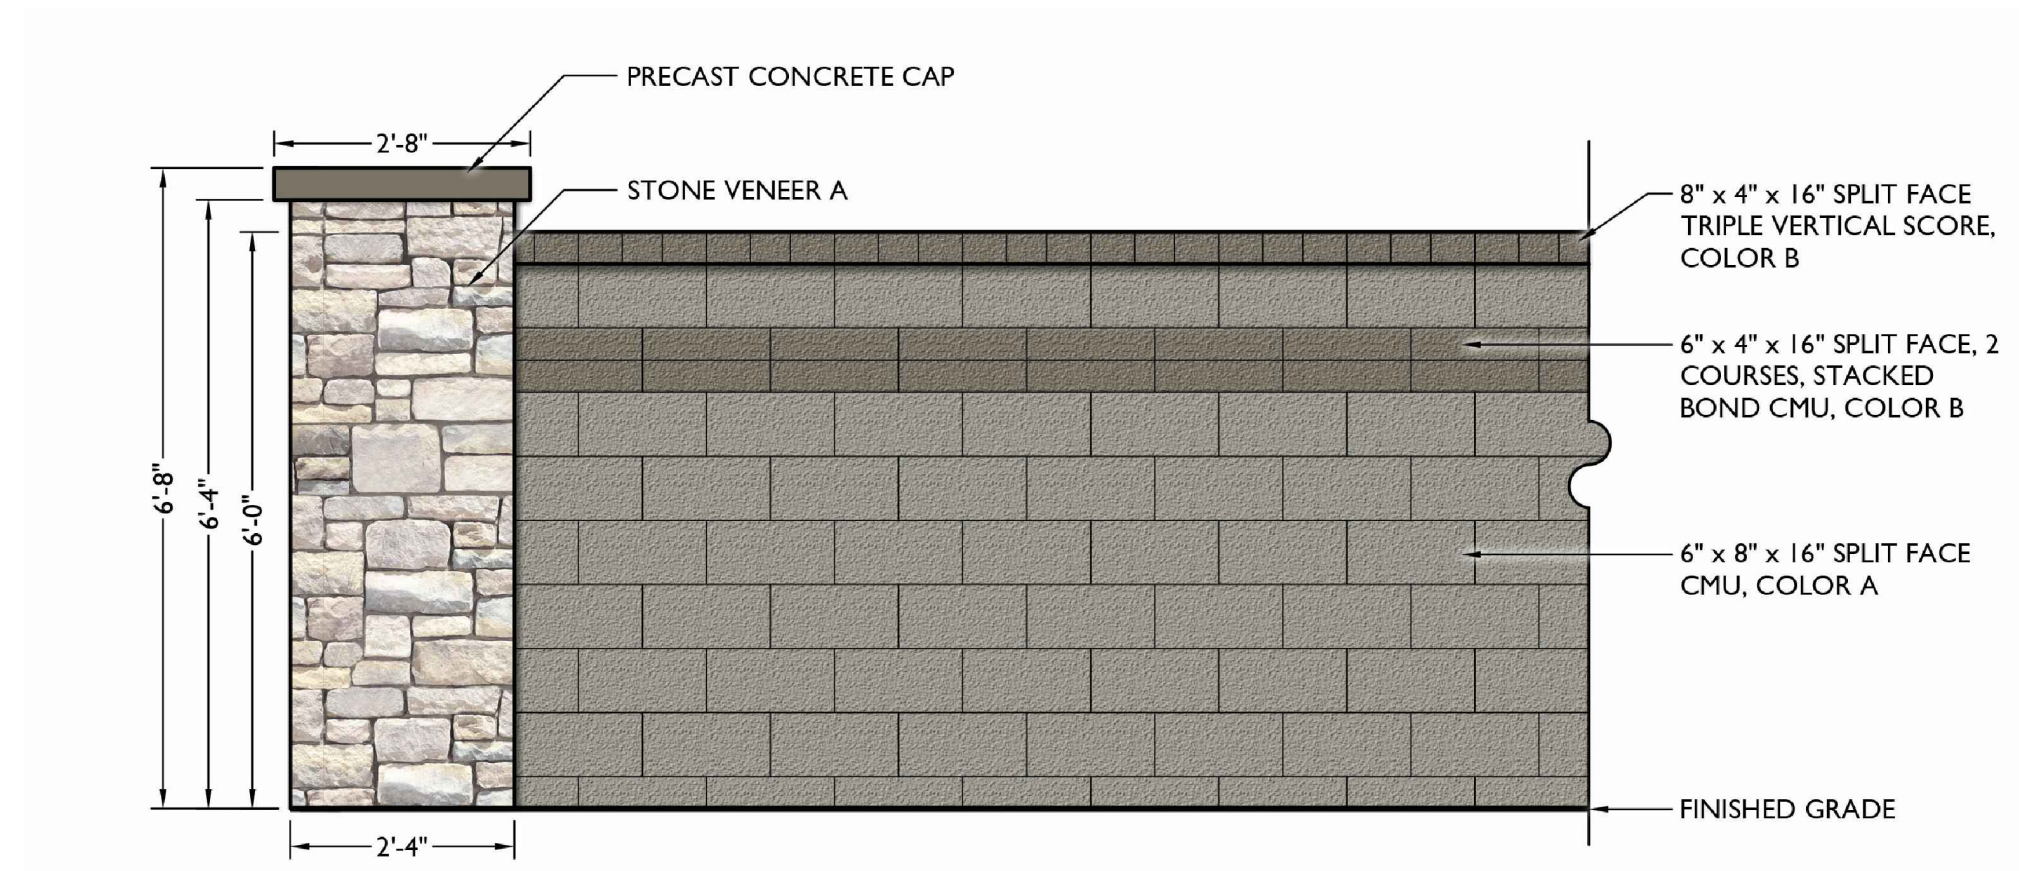 PRECAST CONCRETE CAP
2'-8"
STONE VENEER A
8" x 4" x 16" SPLIT FACE
TRIPLE VERTICAL SCORE,
COLOR B
6" x 4" x 16" SPLIT FACE, 2
COURSES, STACKED
BOND CMU, COLOR B
6'-8"
6'-4"
6'-0"
6" x 8" x 16" SPLIT FACE
CMU, COLOR A
FINISHED GRADE
2'-4"